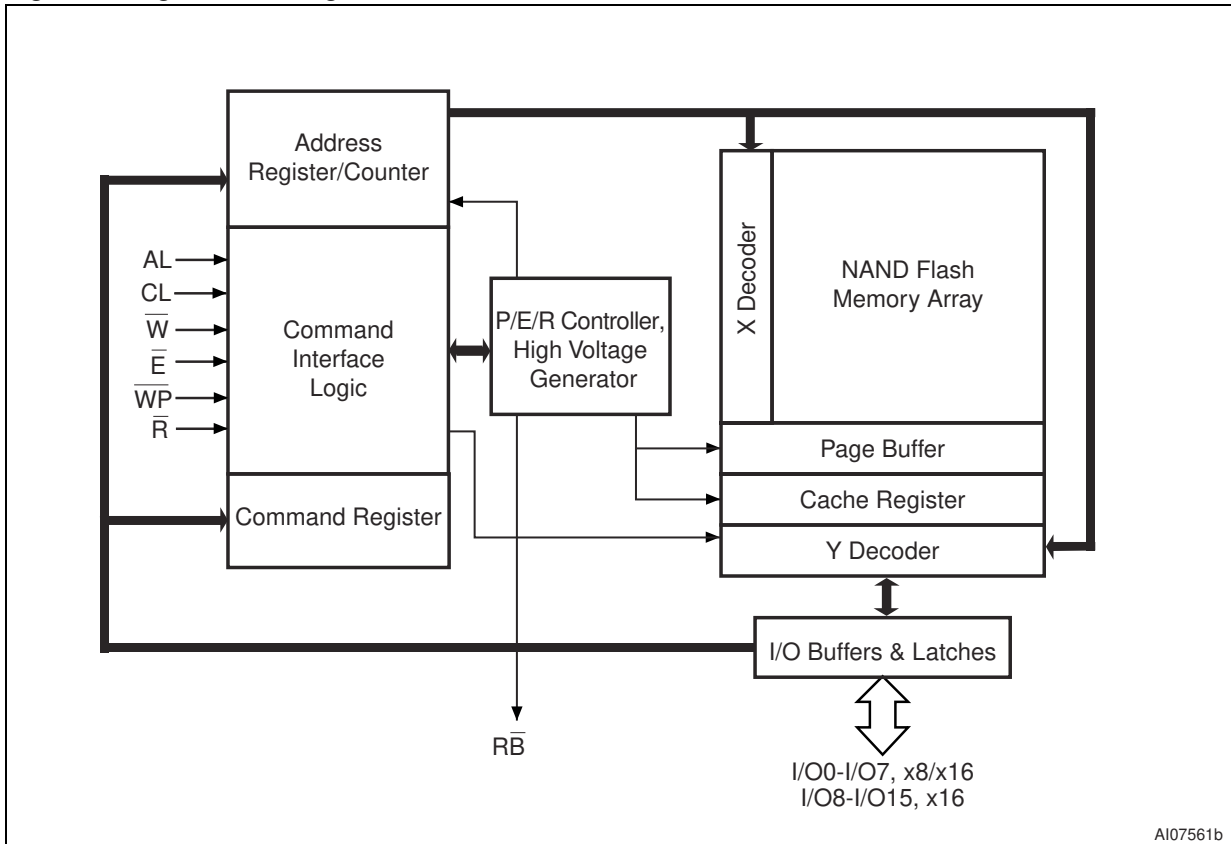 Address
Register/Counter
AL
CL
W̅
E̅
W̅P̅
R̅
Command
Interface
Logic
Command Register
P/E/R Controller,
High Voltage
Generator
RB̅
X Decoder
NAND Flash
Memory Array
Page Buffer
Cache Register
Y Decoder
I/O Buffers & Latches
I/O0-I/O7, x8/x16
I/O8-I/O15, x16
AI07561b